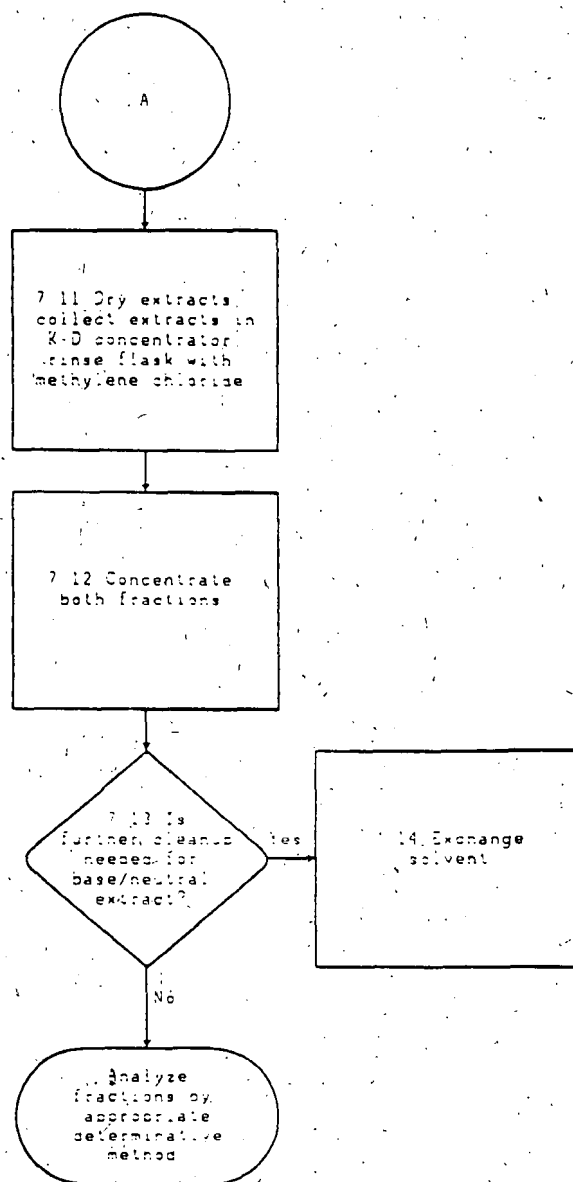 A
7.11 Dry extracts,
collect extracts in
K-D concentrator
rinse flask with
methylene chloride
7.12 Concentrate
both fractions
7.13 Is
further cleanup
needed for
base/neutral
extract?
Yes
14 Exchange
solvent
No
Analyze
fractions by
appropriate
determinative
method